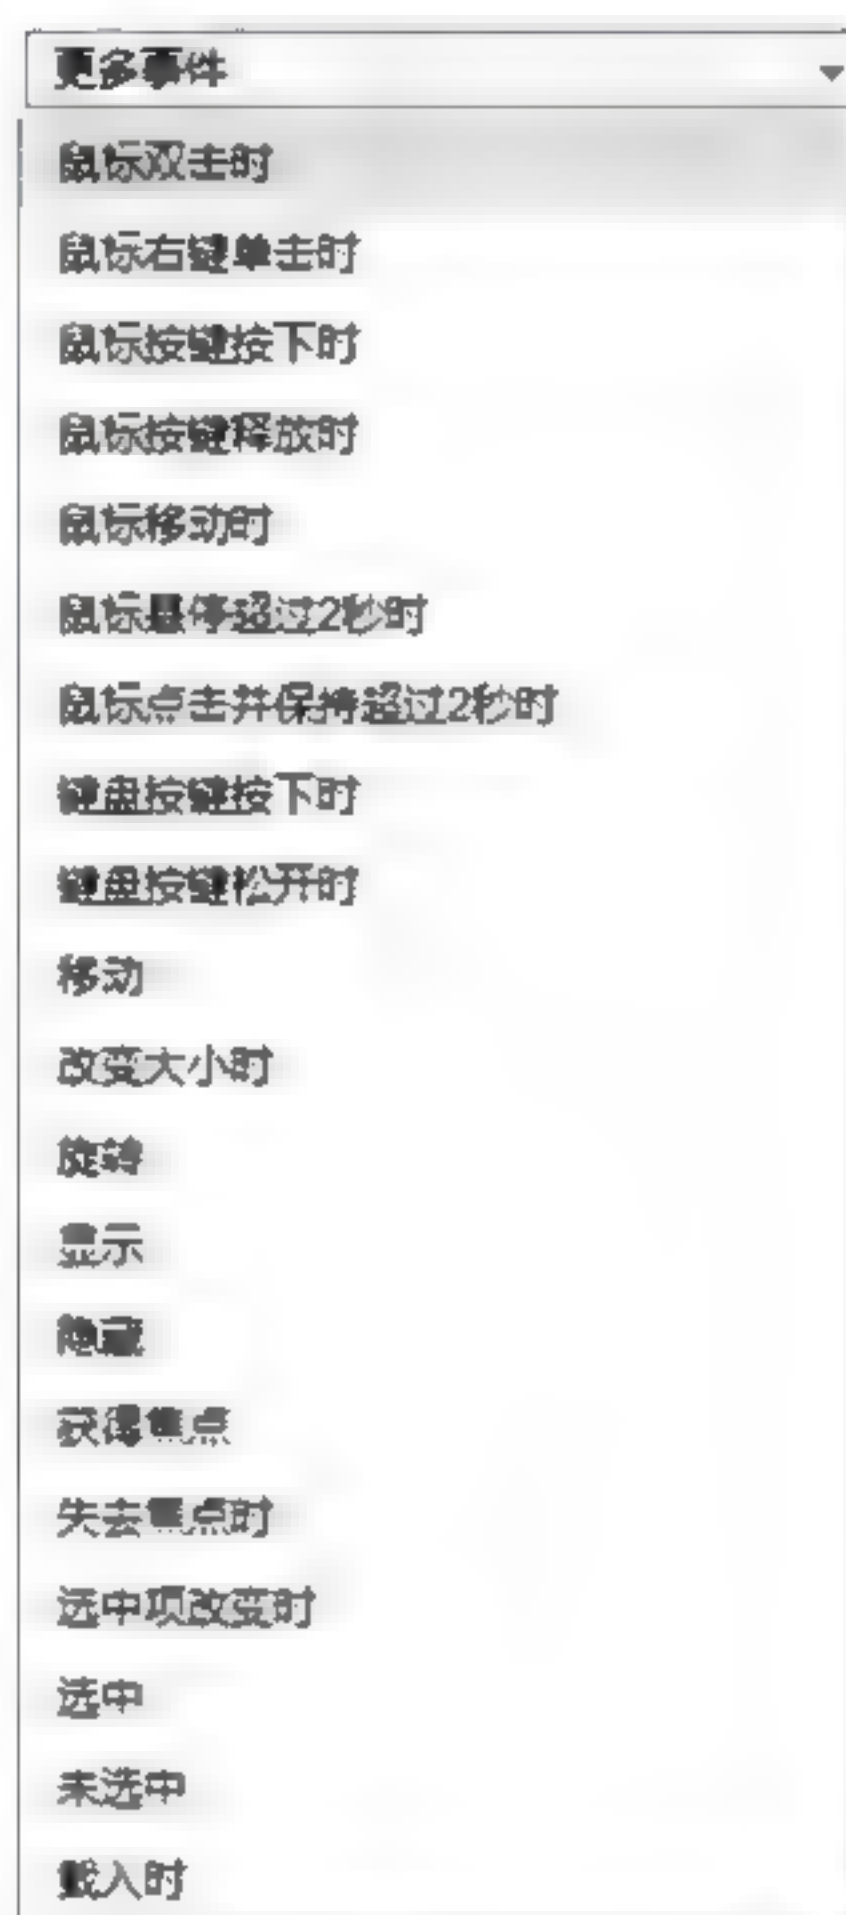 更多事件
鼠标双击时
鼠标右键单击时
鼠标按键按下时
鼠标按键释放时
鼠标移动时
鼠标悬停超过2秒时
鼠标点击并保持超过2秒时
键盘按键按下时
键盘按键松开时
移动
改变大小时
旋转
显示
隐藏
获得焦点
失去焦点时
选中项改变时
选中
未选中
载入时